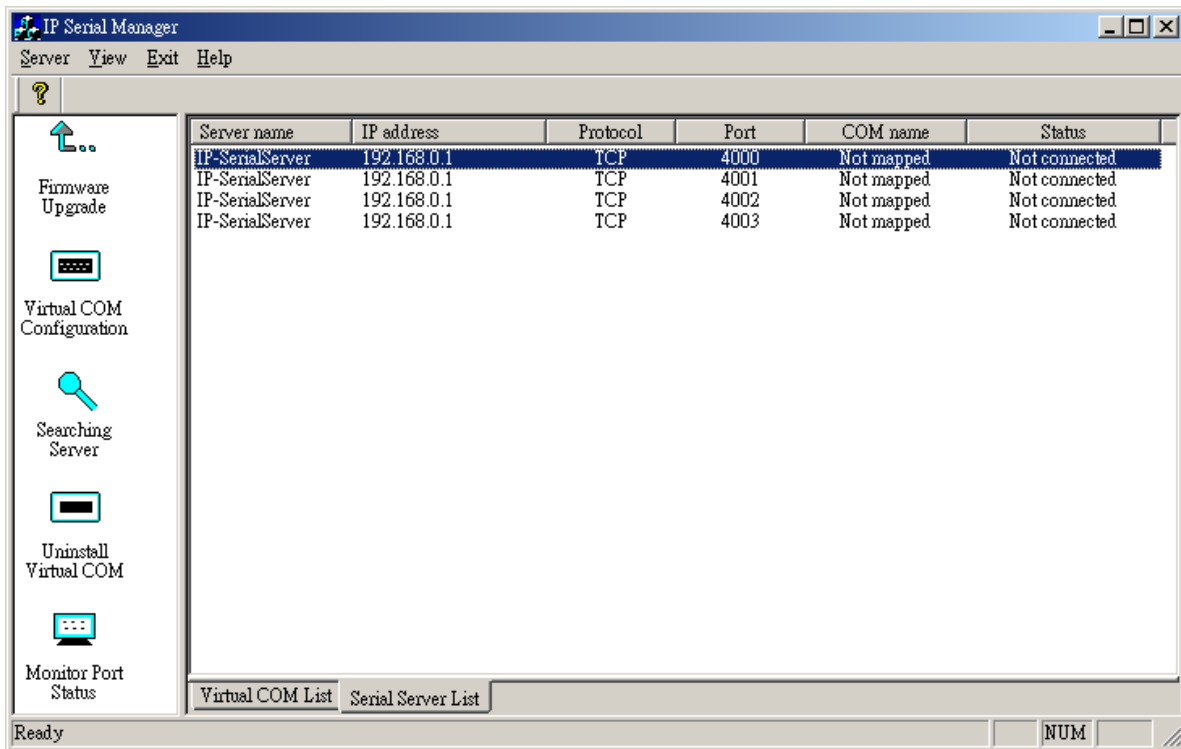 IP Serial Manager
Server View Exit Help
Firmware
Upgrade
Virtual COM
Configuration
Searching
Server
Uninstall
Virtual COM
Monitor Port
Status
Server name IP address Protocol Port COM name Status
IP-SerialServer 192.168.0.1 TCP 4000 Not mapped Not connected
IP-SerialServer 192.168.0.1 TCP 4001 Not mapped Not connected
IP-SerialServer 192.168.0.1 TCP 4002 Not mapped Not connected
IP-SerialServer 192.168.0.1 TCP 4003 Not mapped Not connected
Virtual COM List Serial Server List
Ready NUM